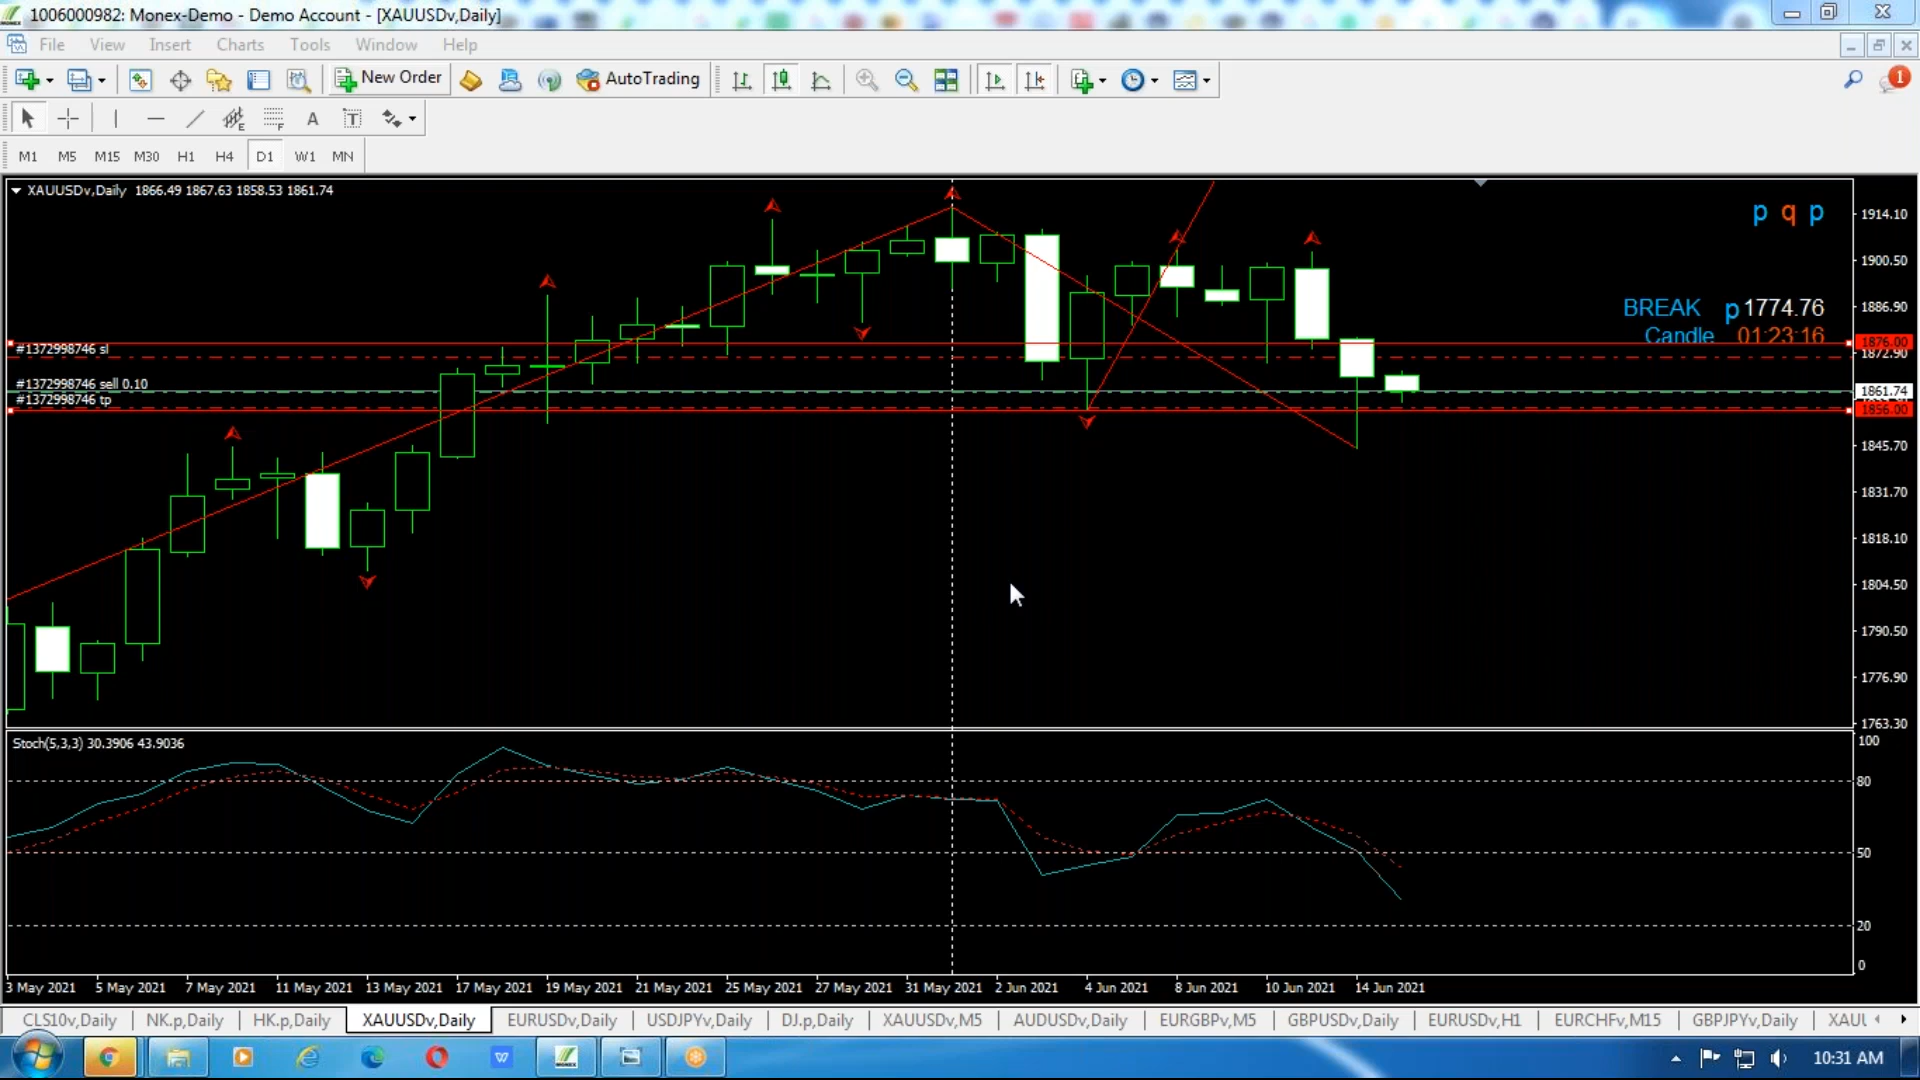 1006000982: Monex-Demo - Demo Account - [XAUUSDv,Daily]
File View Insert Charts Tools Window Help
New Order AutoTrading 1
E F A T
M1 M5 M15 M30 H1 H4 D1 W1 MN
XAUUSDv,Daily 1866.49 1867.63 1858.53 1861.74
p q p
1914.10
1900.50
1886.90
BREAK p 1774.76
Candle 01:23:16
1876.00
#1372998746 sl
1872.90
#1372998746 sell 0.10
1861.74
#1372998746 tp
1856.00
1845.70
1831.70
1818.10
1804.50
1790.50
1776.90
1763.30
Stoch(5,3,3) 30.3906 43.9036
100
80
50
20
0
3 May 2021 5 May 2021 7 May 2021 11 May 2021 13 May 2021 17 May 2021 19 May 2021 21 May 2021 25 May 2021 27 May 2021 31 May 2021 2 Jun 2021 4 Jun 2021 8 Jun 2021 10 Jun 2021 14 Jun 2021
CLS10v,Daily NK.p,Daily HK.p,Daily XAUUSDv,Daily EURUSDv,Daily USDJPYv,Daily DJ.p,Daily XAUUSDv,M5 AUDUSDv,Daily EURGBPv,M5 GBPUSDv,Daily EURUSDv,H1 EURCHFv,M15 GBPJPYv,Daily XAUU
10:31 AM